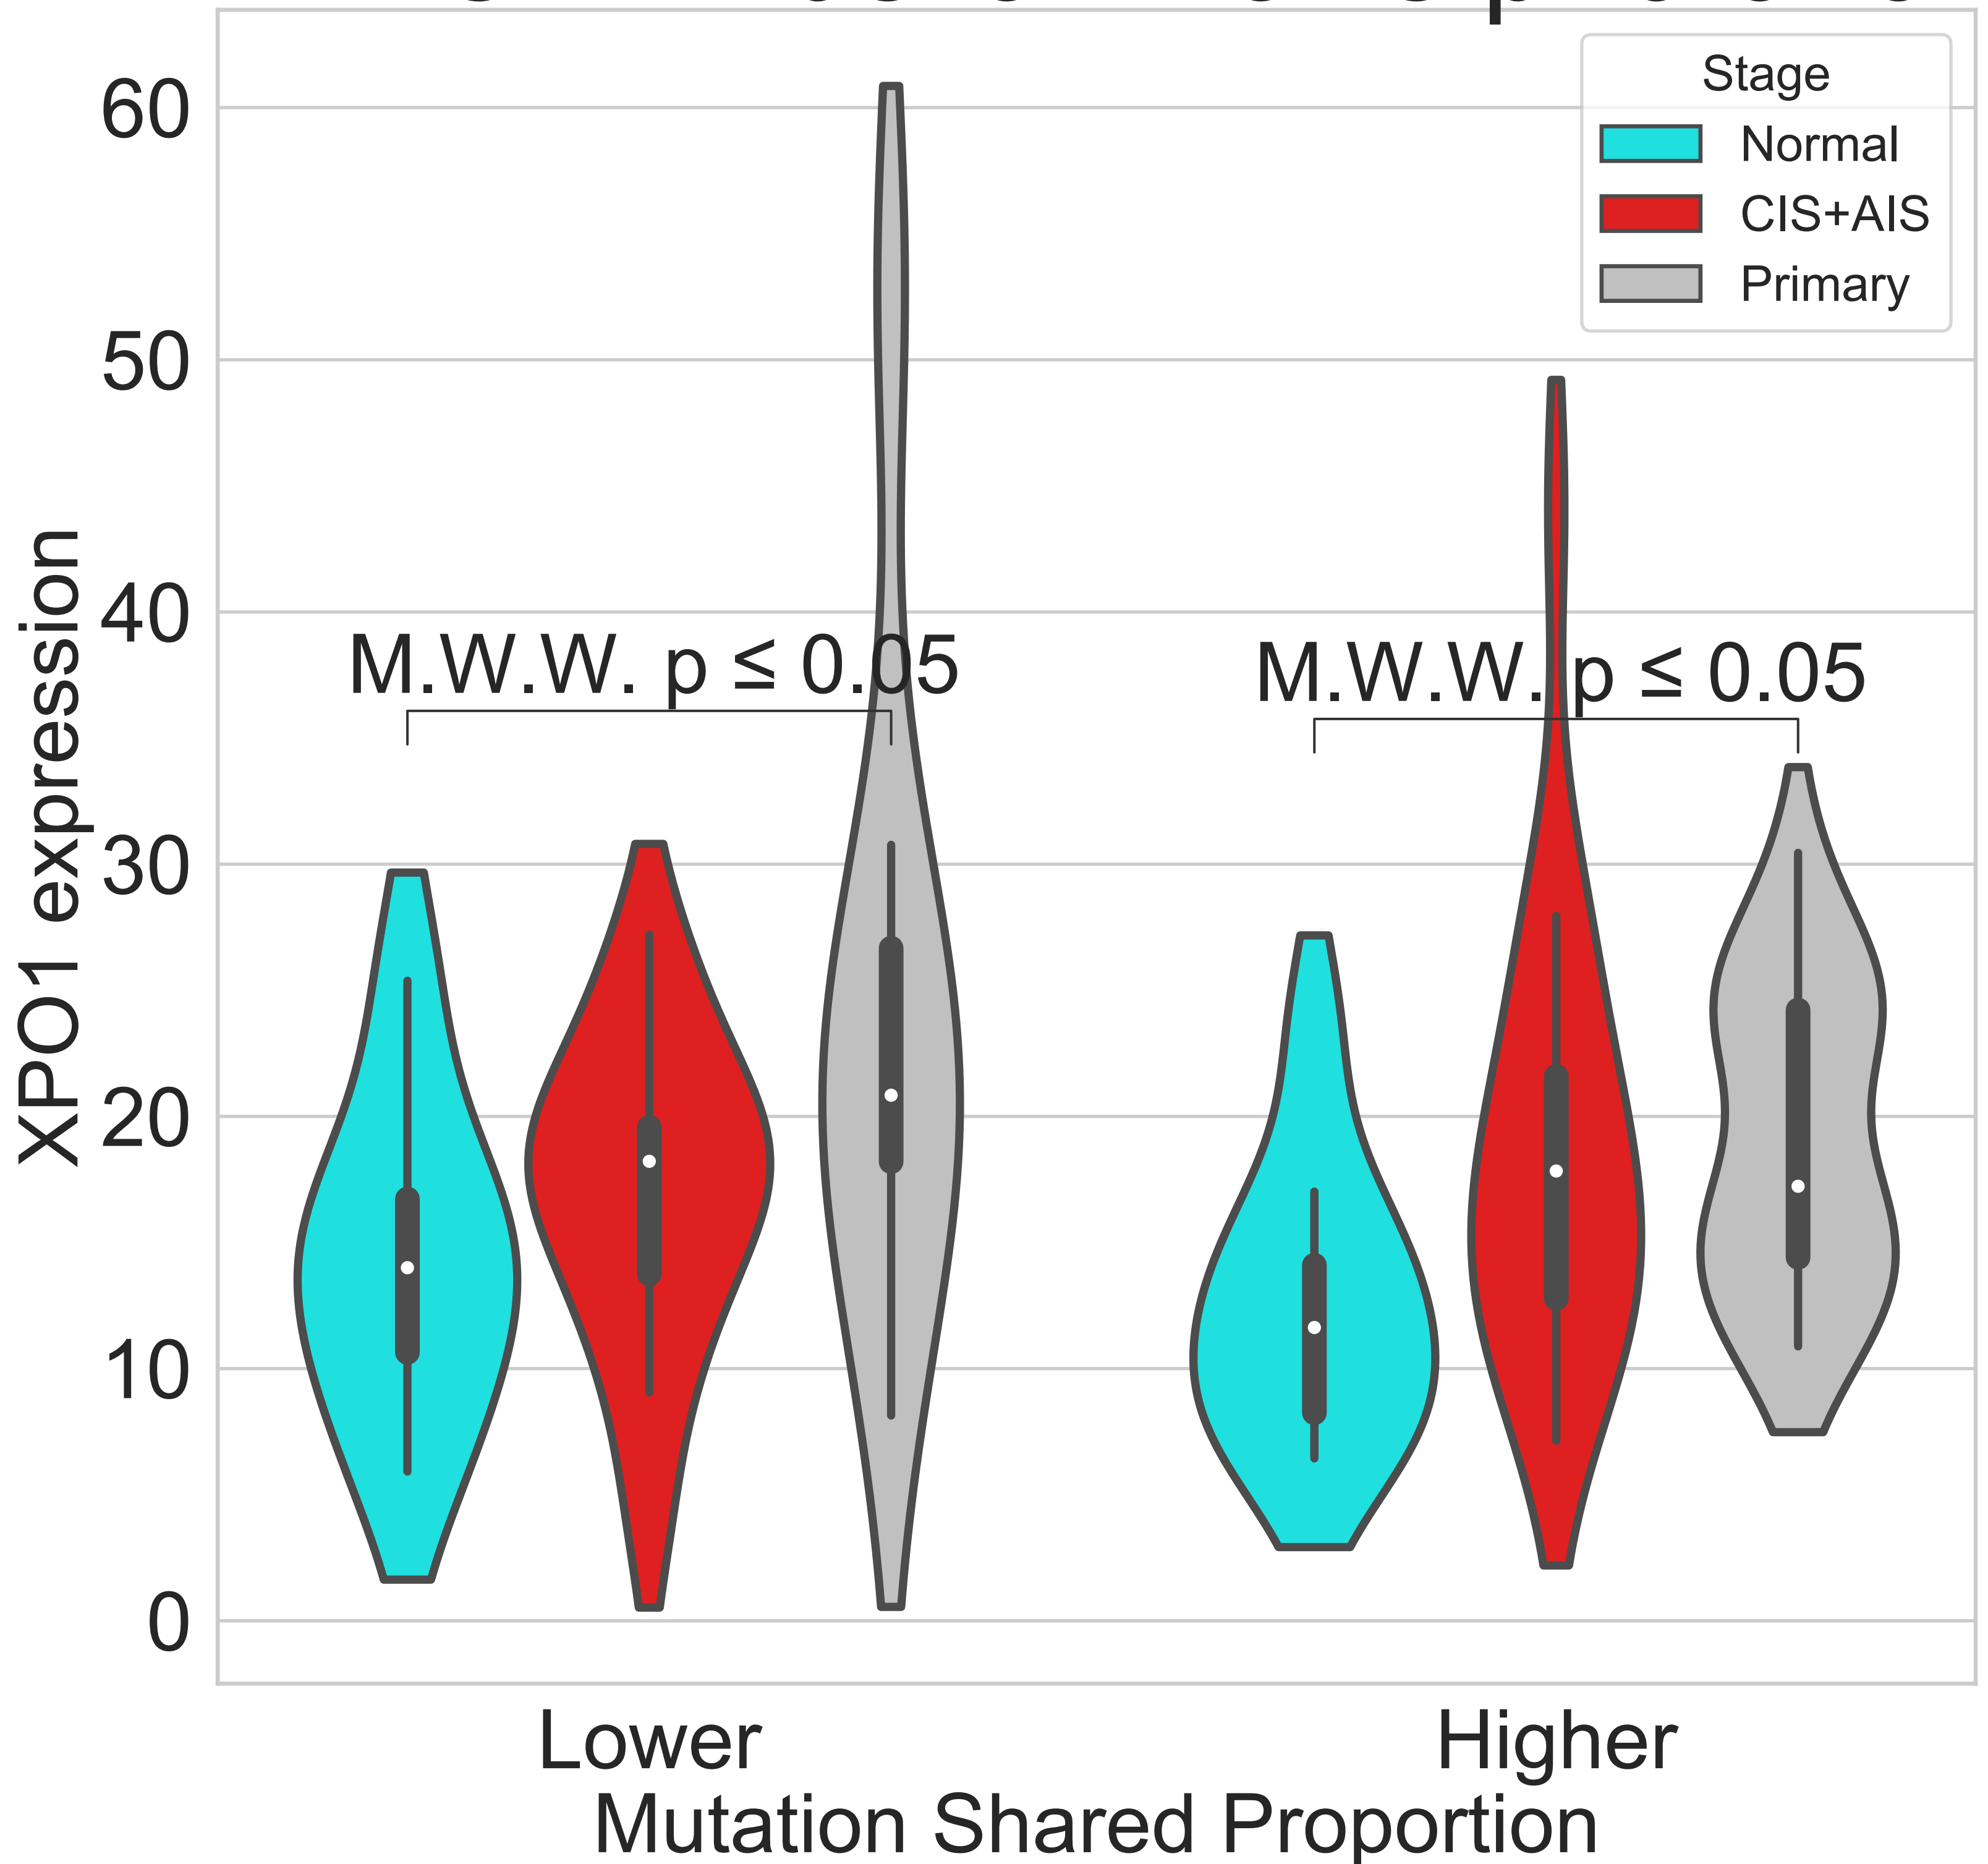 Stage
Normal
CIS+AIS
Primary
60
50
40
30
20
10
0
XPO1 expression
M.W.W. p ≤ 0.05
M.W.W. p ≤ 0.05
Lower
Higher
Mutation Shared Proportion